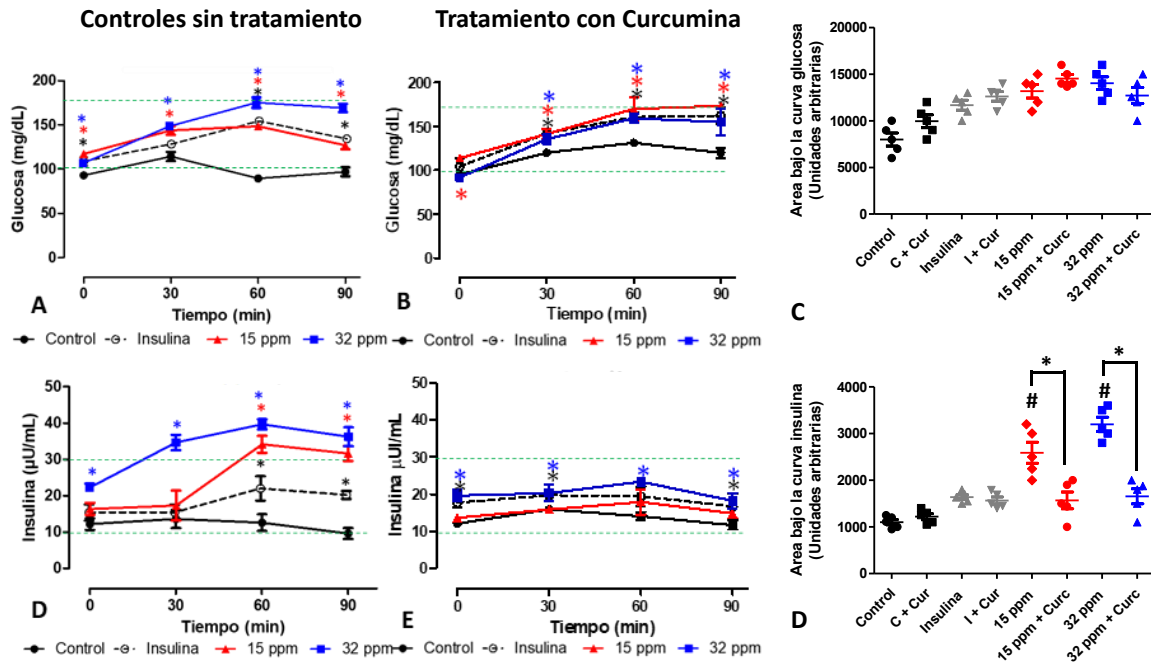 Controles sin tratamiento
Tratamiento con Curcumina
200
150
100
50
0
Glucosa (mg/dL)
*
*
*
*
*
*
*
*
*
*
*
A
0
30
60
90
Tiempo (min)
Control
Insulina
15 ppm
32 ppm
200
150
100
50
0
Glucosa (mg/dL)
*
*
*
*
*
*
*
*
*
*
B
0
30
60
90
Tiempo (min)
Control
Insulina
15 ppm
32 ppm
20000
15000
10000
5000
0
Area bajo la curva glucosa
(Unidades arbitrarias)
Control
C + Cur
Insulina
I + Cur
15 ppm
15 ppm + Curc
32 ppm
32 ppm + Curc
C
50
40
30
20
10
0
Insulina (µU/mL)
*
*
*
*
*
*
*
*
D
0
30
60
90
Tiempo (min)
Control
Insulina
15 ppm
32 ppm
50
40
30
20
10
0
Insulina µU/mL)
*
*
*
*
*
*
*
E
0
30
60
90
Tiempo (min)
Control
Insulina
15 ppm
32 ppm
4000
3000
2000
1000
0
Area bajo la curva insulina
(Unidades arbitrarias)
#
*
#
*
Control
C + Cur
Insulina
I + Cur
15 ppm
15 ppm + Curc
32 ppm
32 ppm + Curc
D